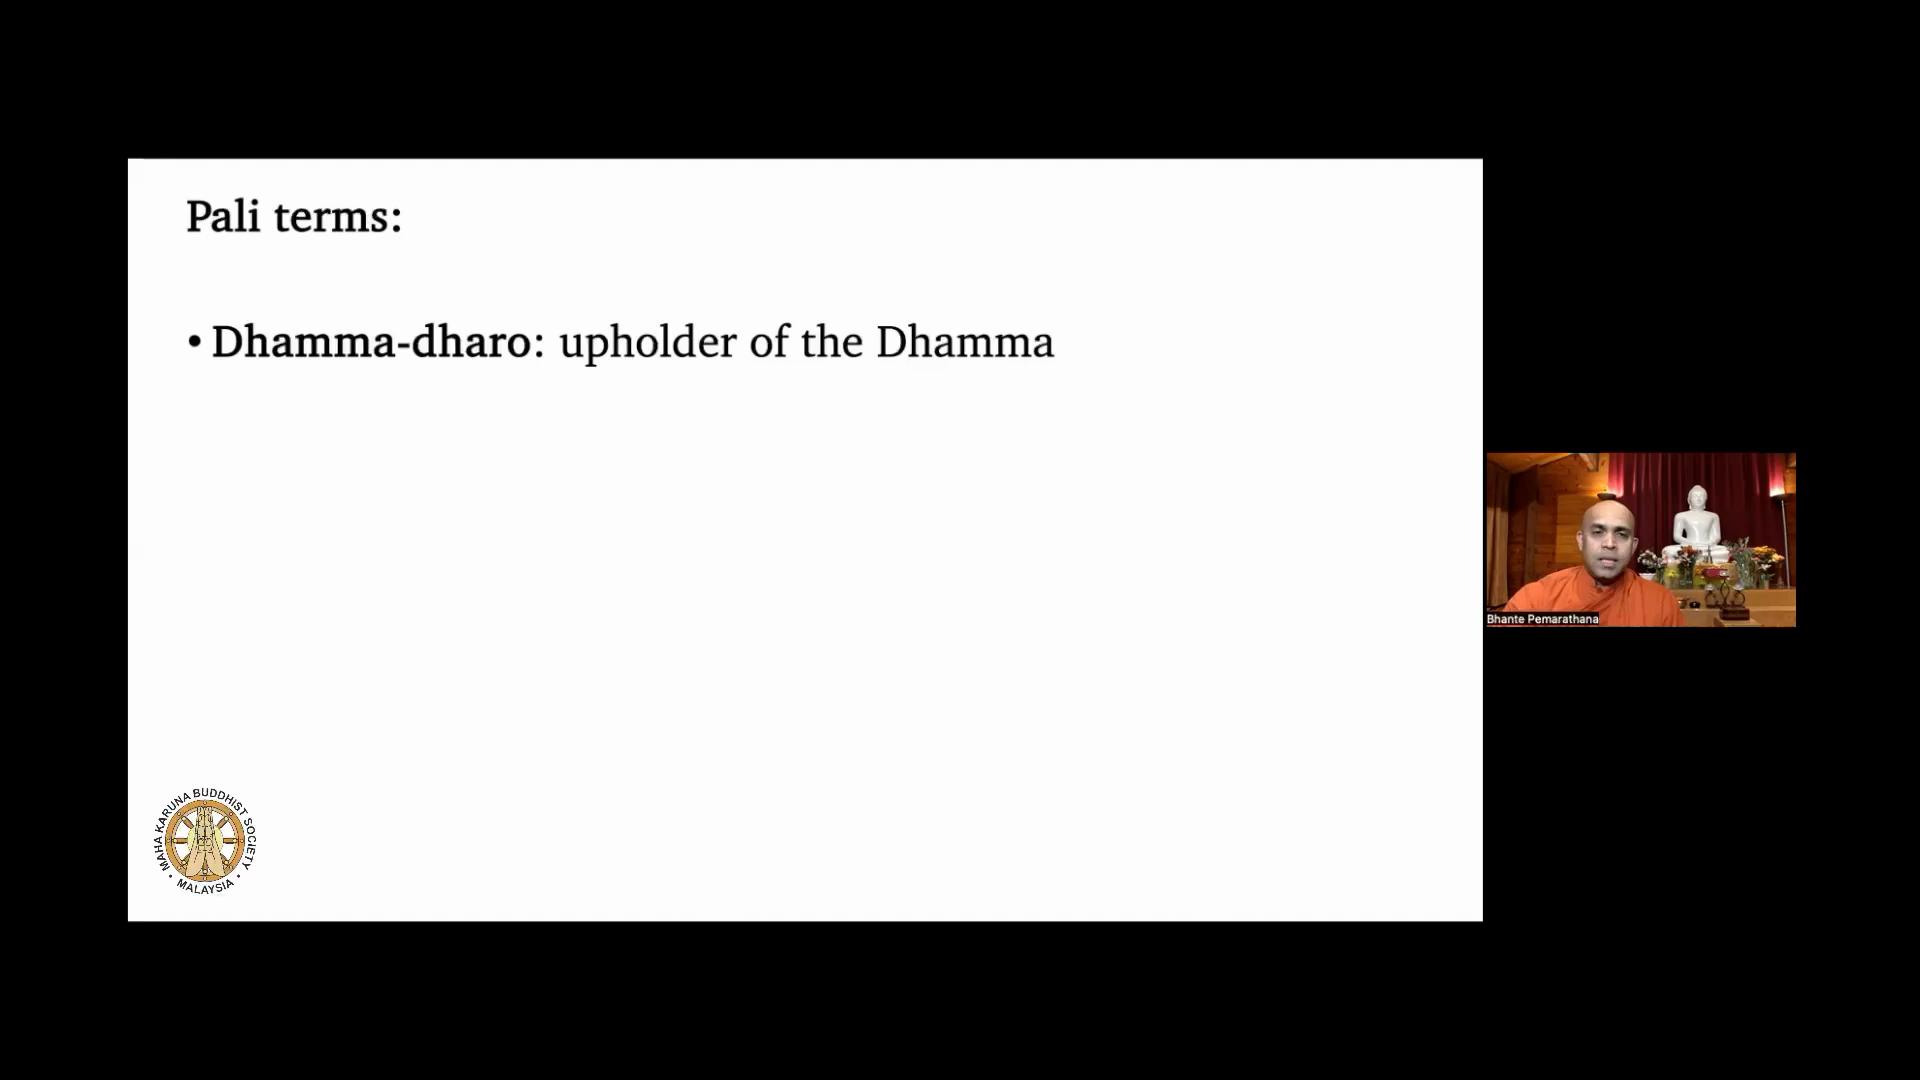 Pali terms:
• Dhamma-dharo: upholder of the Dhamma
Bhante Pemarathana
MAHA KARUNA BUDDHIST SOCIETY
• MALAYSIA •